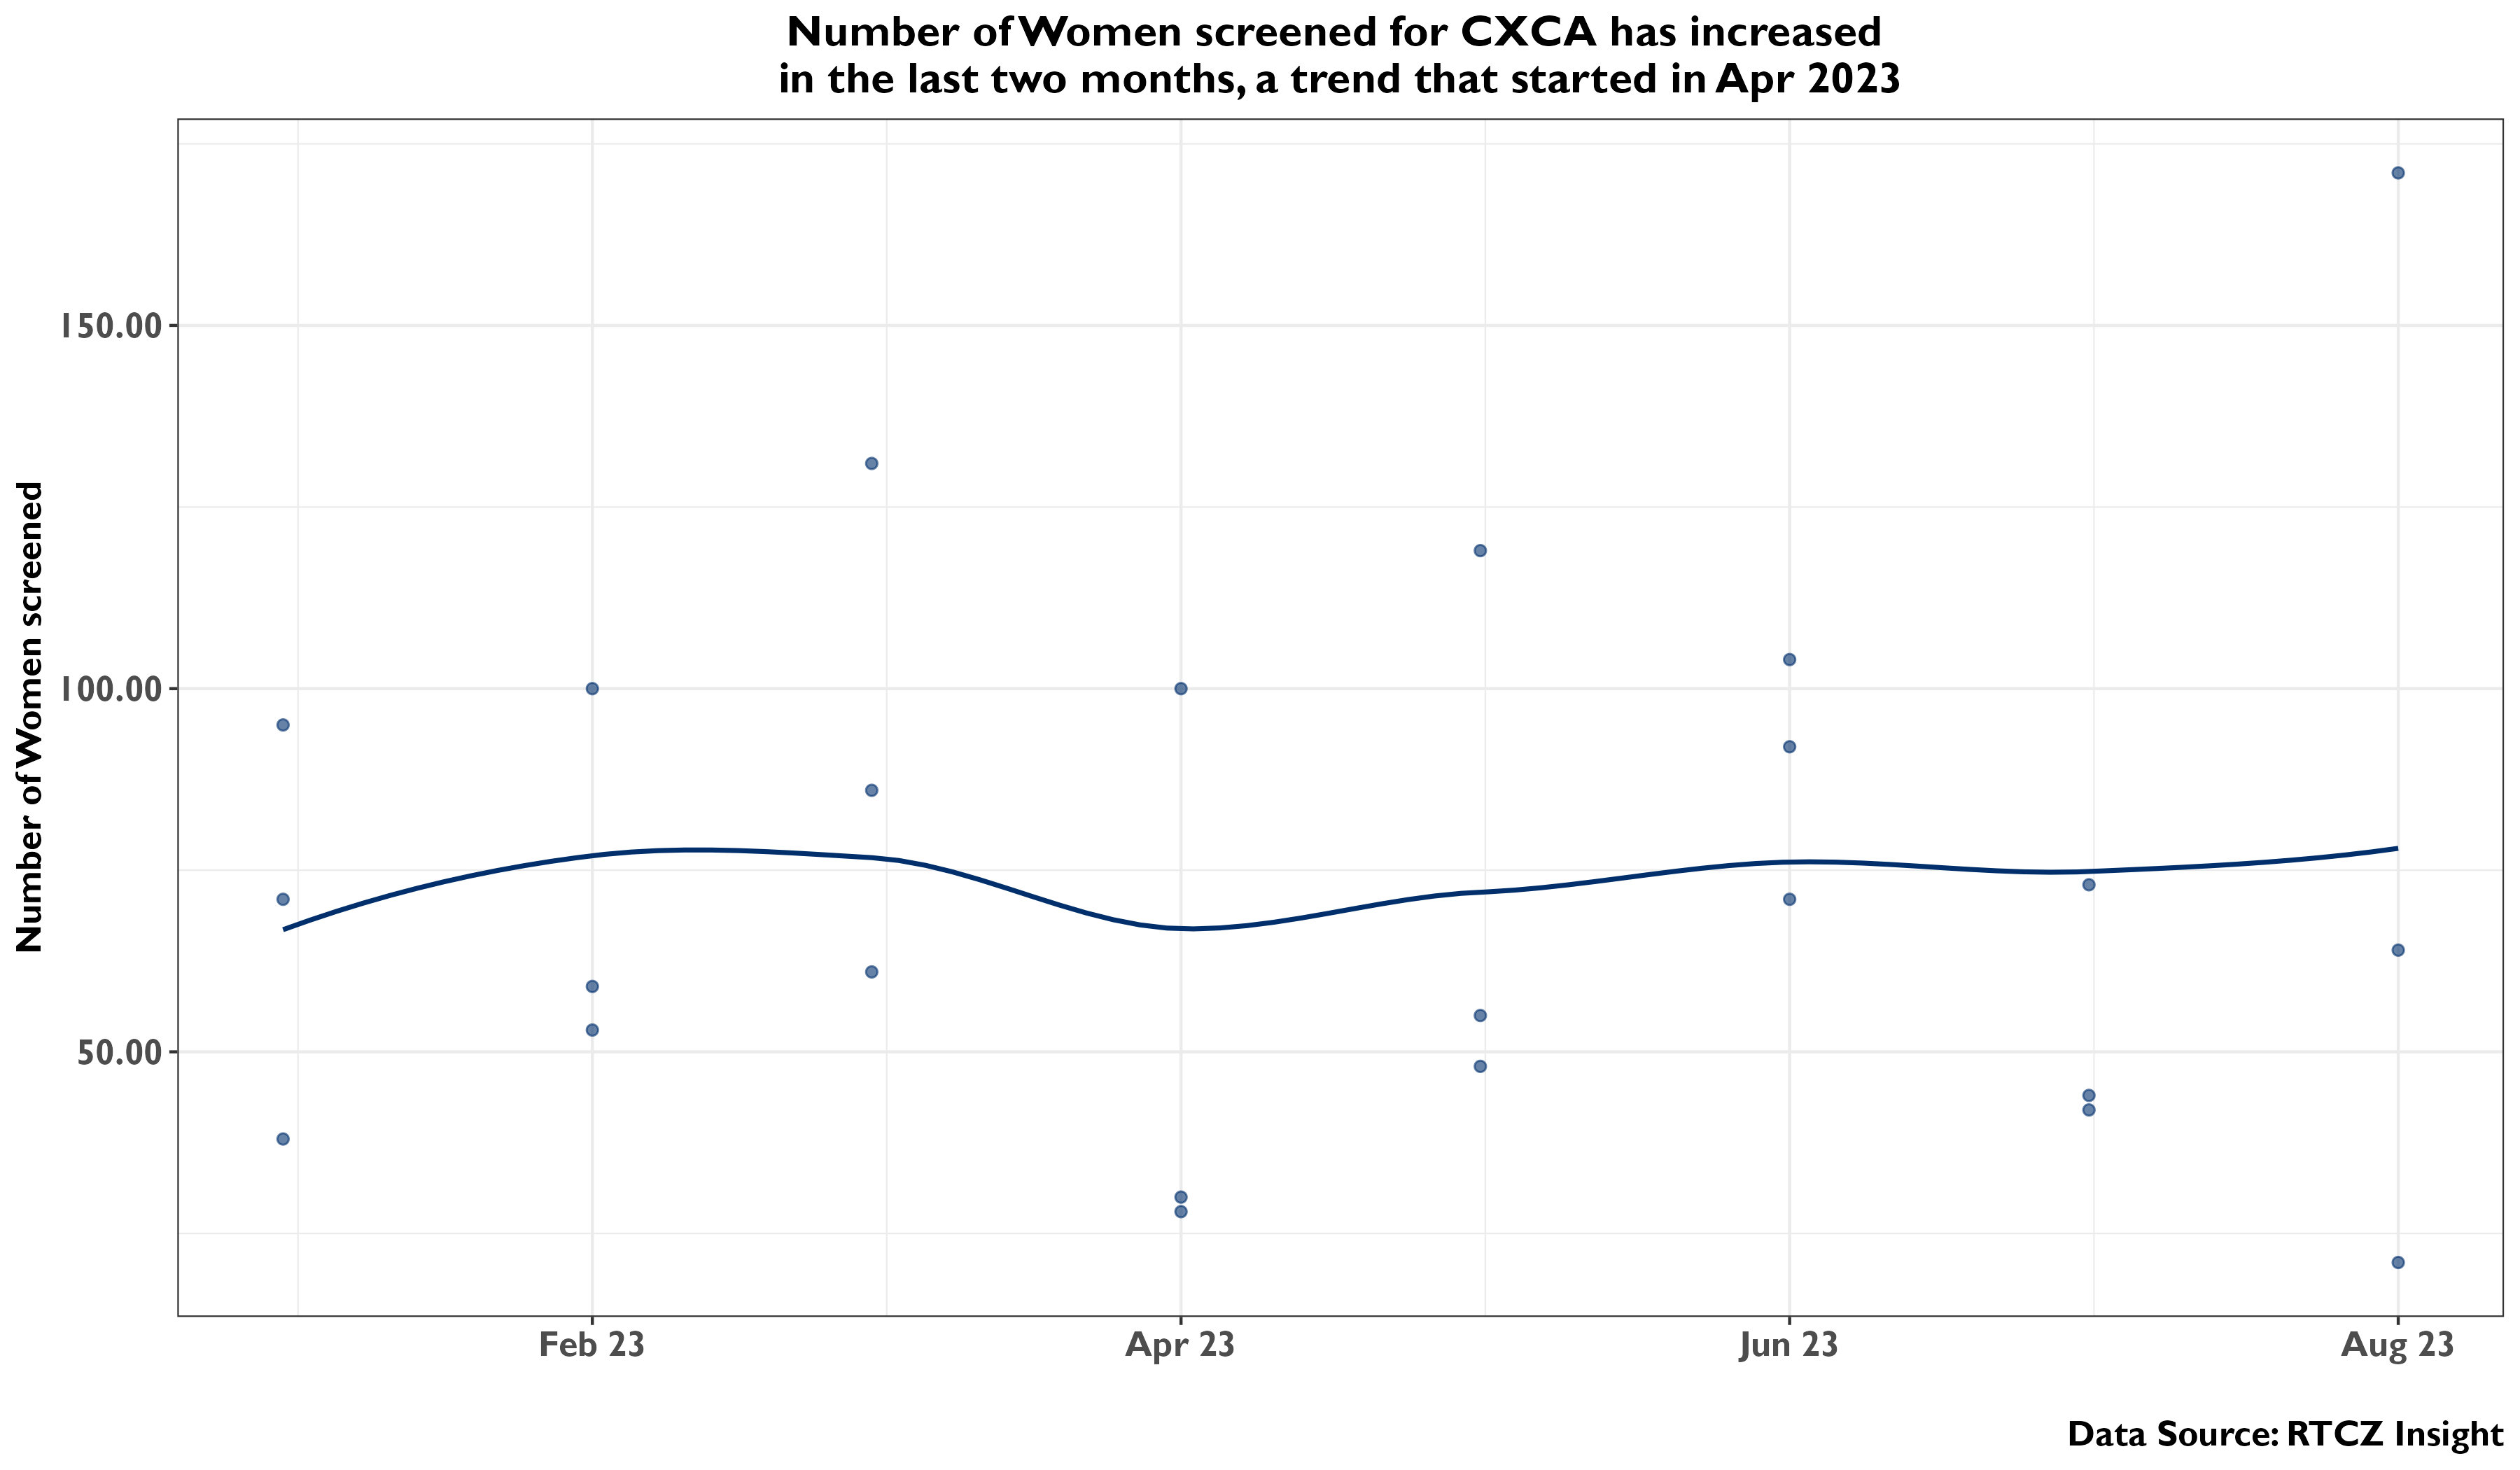 Number of Women screened for CXCA has increased
in the last two months, a trend that started in Apr 2023
Number of Women screened
150.00
100.00
50.00
Feb 23
Apr 23
Jun 23
Aug 23
Data Source: RTCZ Insight